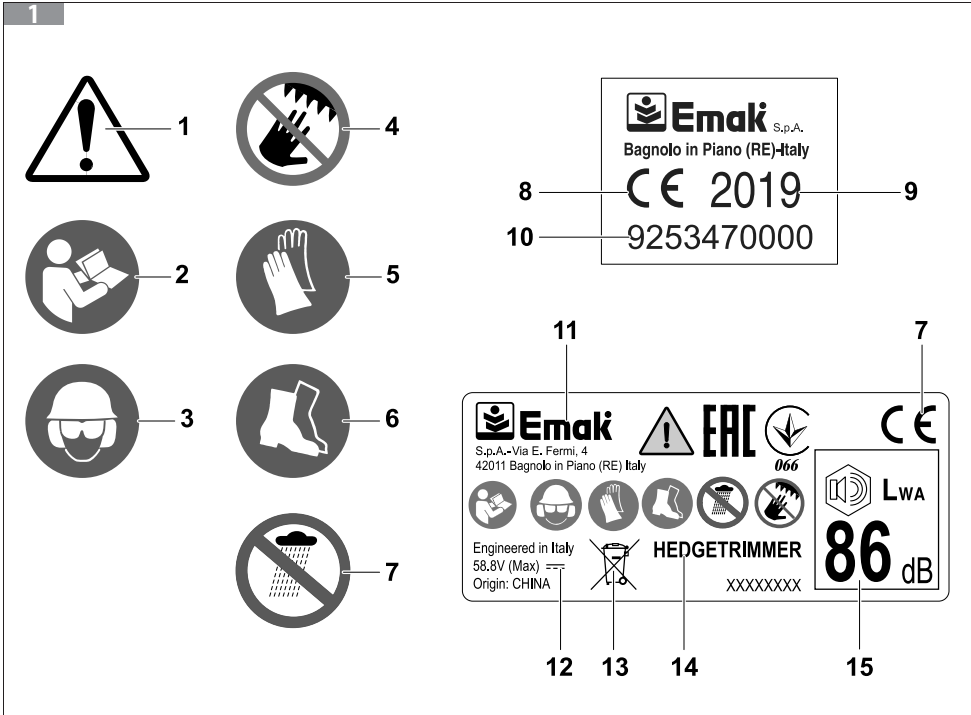 1
1
2
3
4
5
6
7
Emak S.p.A.
Bagnolo in Piano (RE)-Italy
8
CE 2019
9
10
9253470000
11
7
Emak
S.p.A.-Via E. Fermi, 4
42011 Bagnolo in Piano (RE) Italy
EAC
066
CE
LWA
86 dB
Engineered in Italy
58.8V (Max)
Origin: CHINA
HEDGETRIMMER
XXXXXXXX
12
13
14
15